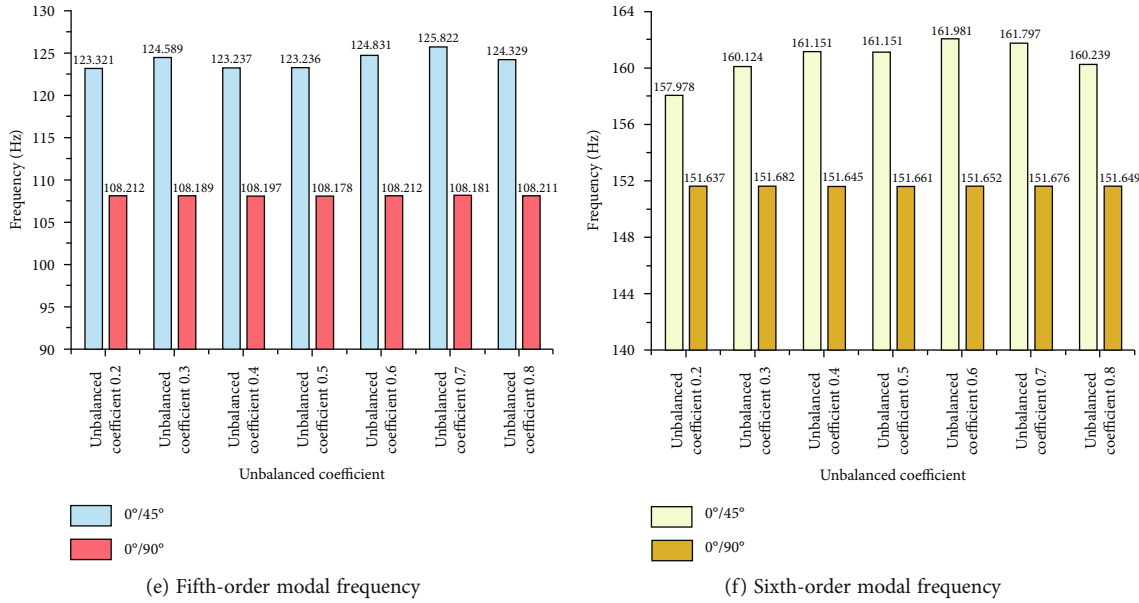 130
125
120
115
110
105
100
95
90
Frequency (Hz)
123.321
124.589
123.237
123.236
124.831
125.822
124.329
108.212
108.189
108.197
108.178
108.212
108.181
108.211
Unbalanced
coefficient 0.2
Unbalanced
coefficient 0.3
Unbalanced
coefficient 0.4
Unbalanced
coefficient 0.5
Unbalanced
coefficient 0.6
Unbalanced
coefficient 0.7
Unbalanced
coefficient 0.8
Unbalanced coefficient
0°/45°
0°/90°
(e) Fifth-order modal frequency
164
160
156
152
148
144
140
Frequency (Hz)
157.978
160.124
161.151
161.151
161.981
161.797
160.239
151.637
151.682
151.645
151.661
151.652
151.676
151.649
Unbalanced
coefficient 0.2
Unbalanced
coefficient 0.3
Unbalanced
coefficient 0.4
Unbalanced
coefficient 0.5
Unbalanced
coefficient 0.6
Unbalanced
coefficient 0.7
Unbalanced
coefficient 0.8
Unbalanced coefficient
0°/45°
0°/90°
(f) Sixth-order modal frequency